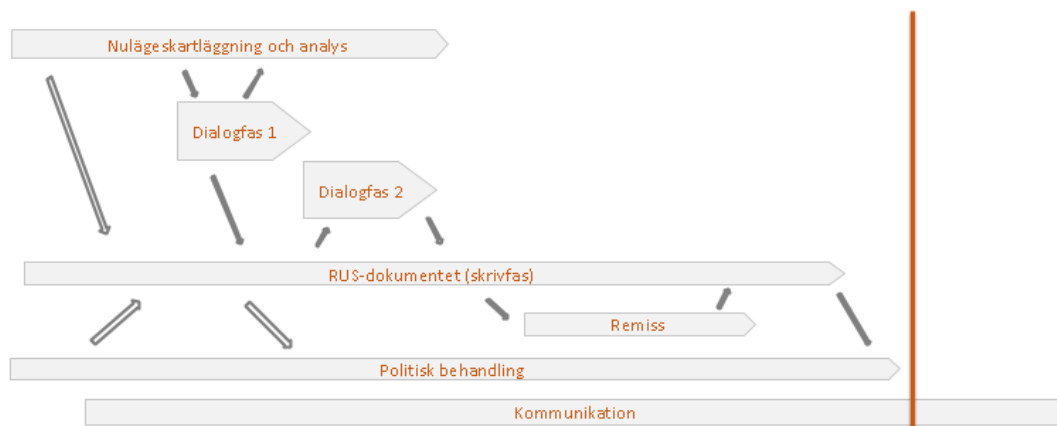 Nulägeskartläggning och analys
Dialogfas 1
Dialogfas 2
RUS-dokumentet (skrivfas)
Remiss
Politisk behandling
Kommunikation